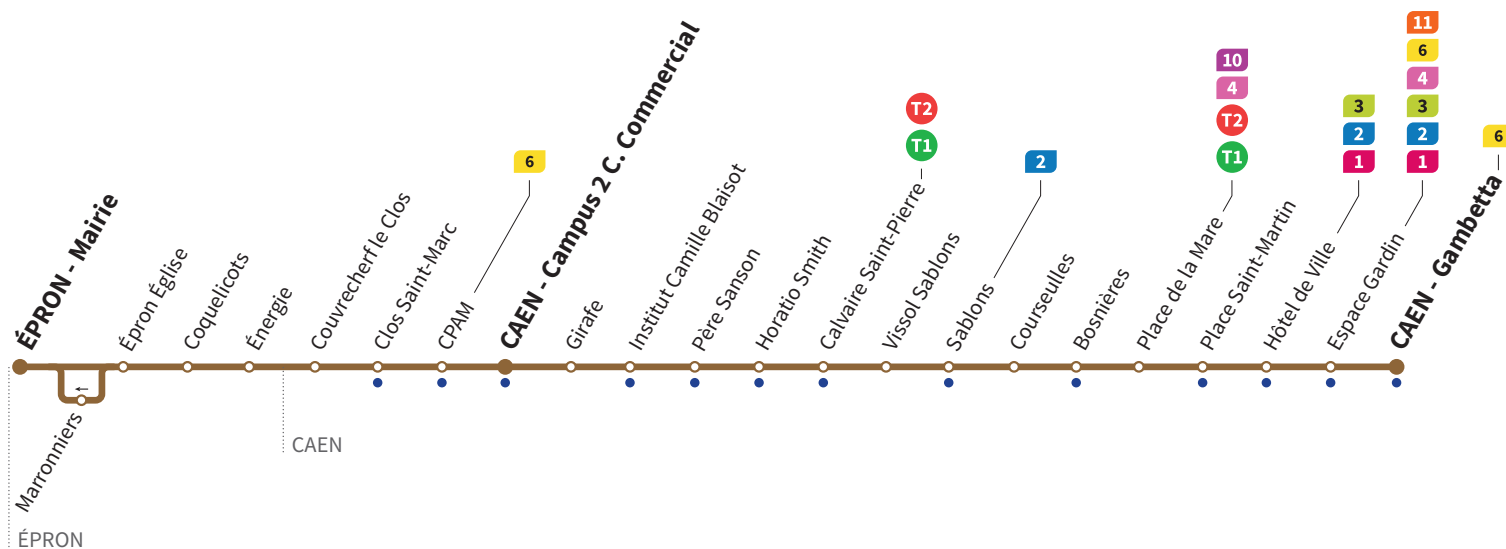 ÉPRON - Mairie
Marronniers
Épron Église
Coquelicots
Énergie
Couvrechef le Clos
Clos Saint-Marc
CPAM
6
CAEN - Campus 2 C. Commercial
Girafe
Institut Camille Blaisot
Père Sanson
Horatio Smith
Calvaire Saint-Pierre
T2
T1
Vissol Sablons
Sablons
2
Courseulles
Bosnières
Place de la Mare
10
4
T2
T1
Place Saint-Martin
Hôtel de Ville
3
2
1
Espace Gardin
11
6
4
3
2
1
CAEN - Gambetta
6
CAEN
ÉPRON